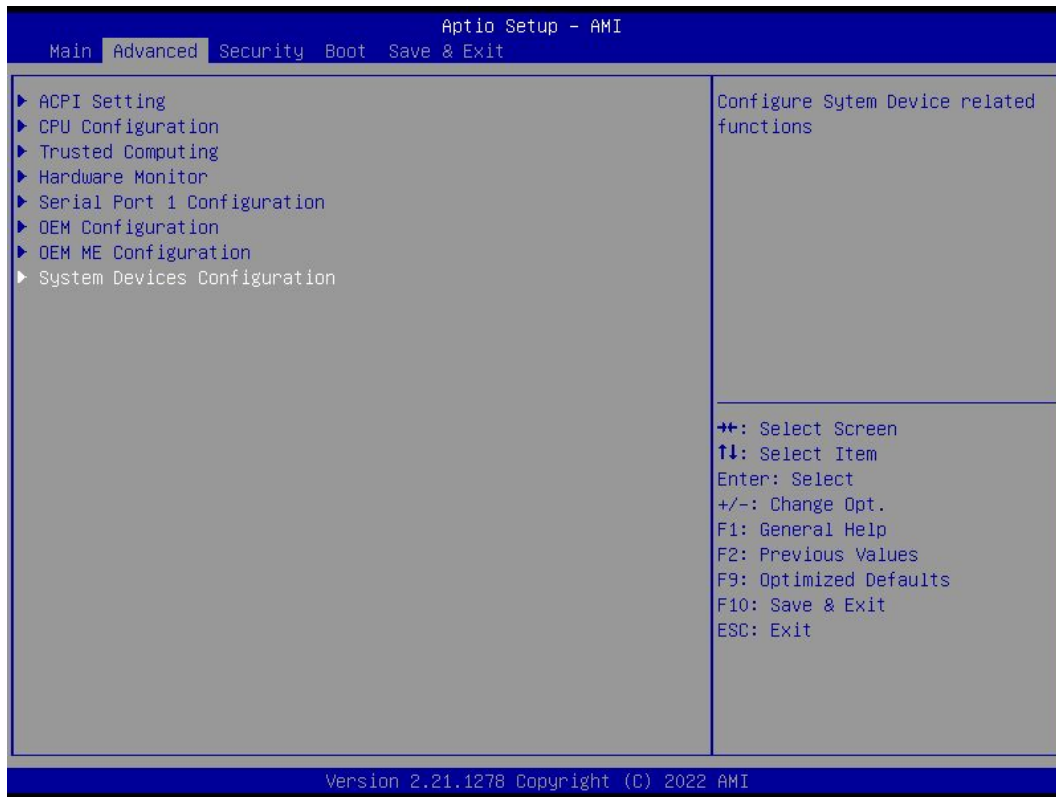 Aptio Setup – AMI
Main Advanced Security Boot Save & Exit
▶ ACPI Setting
▶ CPU Configuration
▶ Trusted Computing
▶ Hardware Monitor
▶ Serial Port 1 Configuration
▶ OEM Configuration
▶ OEM ME Configuration
▶ System Devices Configuration
Configure Sytem Device related
functions
→←: Select Screen
↑↓: Select Item
Enter: Select
+/-: Change Opt.
F1: General Help
F2: Previous Values
F9: Optimized Defaults
F10: Save & Exit
ESC: Exit
Version 2.21.1278 Copyright (C) 2022 AMI